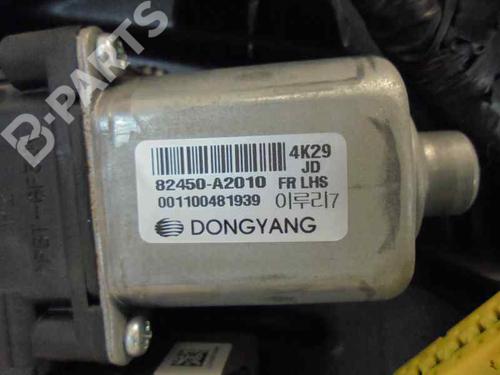 B-PARTS
4K29
JD
82450-A2010 FR LHS
001100481939 이루리7
DONGYANG